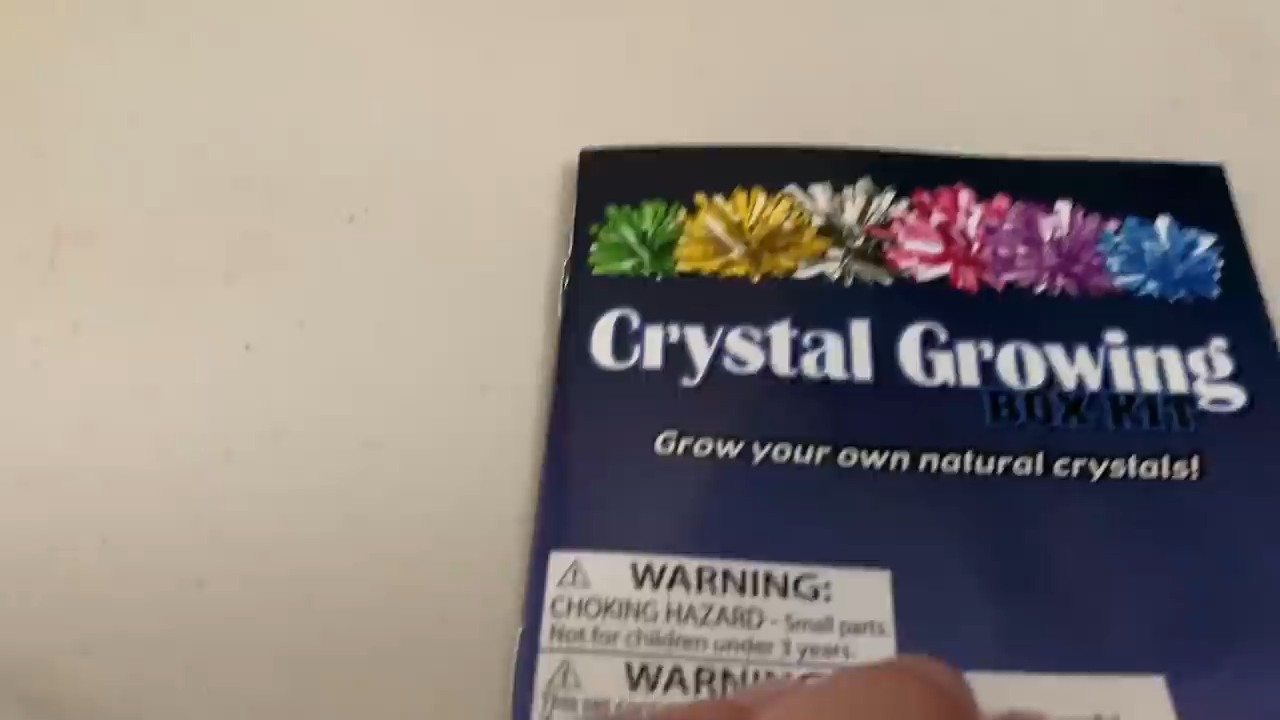 Crystal Growing
BOX KIT
Grow your own natural crystals!
WARNING:
CHOKING HAZARD - Small parts.
Not for children under 3 years.